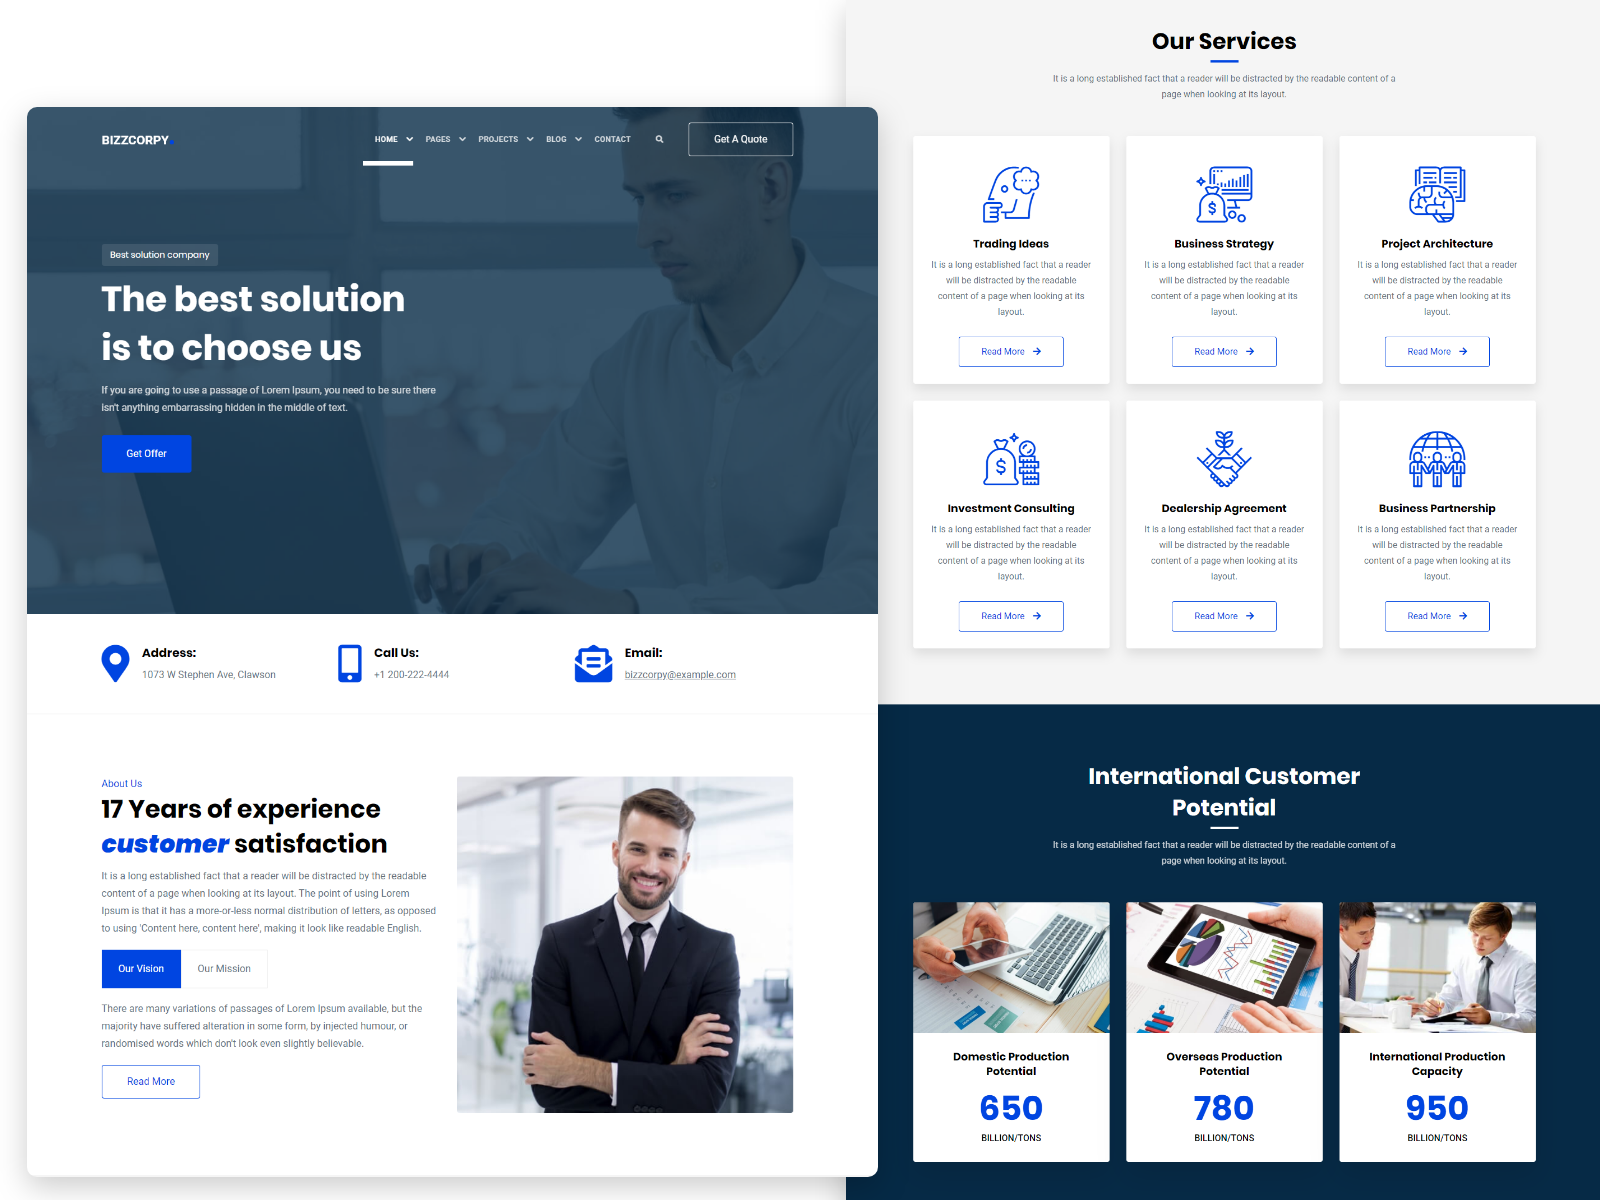 BIZZCORPY.
HOME PAGES PROJECTS BLOG CONTACT Get A Quote
Best solution company
The best solution
is to choose us
If you are going to use a passage of Lorem Ipsum, you need to be sure there
isn't anything embarrassing hidden in the middle of text.
Get Offer
Address:
1073 W Stephen Ave, Clawson
Call Us:
+1 200-222-4444
Email:
bizzcorpy@example.com
About Us
17 Years of experience
customer satisfaction
It is a long established fact that a reader will be distracted by the readable
content of a page when looking at its layout. The point of using Lorem
Ipsum is that it has a more-or-less normal distribution of letters, as opposed
to using 'Content here, content here', making it look like readable English.
Our Vision Our Mission
There are many variations of passages of Lorem Ipsum available, but the
majority have suffered alteration in some form, by injected humour, or
randomised words which don't look even slightly believable.
Read More
Our Services
It is a long established fact that a reader will be distracted by the readable content of a
page when looking at its layout.
Trading Ideas
It is a long established fact that a reader
will be distracted by the readable
content of a page when looking at its
layout.
Read More
Business Strategy
It is a long established fact that a reader
will be distracted by the readable
content of a page when looking at its
layout.
Read More
Project Architecture
It is a long established fact that a reader
will be distracted by the readable
content of a page when looking at its
layout.
Read More
Investment Consulting
It is a long established fact that a reader
will be distracted by the readable
content of a page when looking at its
layout.
Read More
Dealership Agreement
It is a long established fact that a reader
will be distracted by the readable
content of a page when looking at its
layout.
Read More
Business Partnership
It is a long established fact that a reader
will be distracted by the readable
content of a page when looking at its
layout.
Read More
International Customer
Potential
It is a long established fact that a reader will be distracted by the readable content of a
page when looking at its layout.
Domestic Production
Potential
650
BILLION/TONS
Overseas Production
Potential
780
BILLION/TONS
International Production
Capacity
950
BILLION/TONS